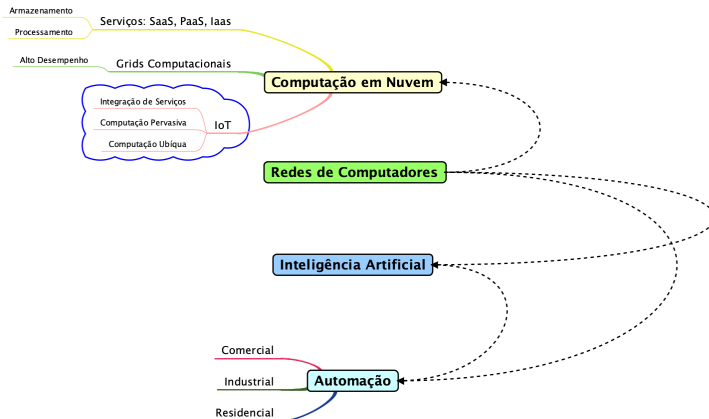 Armazenamento
Processamento
Serviços: SaaS, PaaS, Iaas
Alto Desempenho
Grids Computacionais
Computação em Nuvem
Integração de Serviços
Computação Pervasiva
Computação Ubíqua
IoT
Redes de Computadores
Inteligência Artificial
Comercial
Industrial
Residencial
Automação